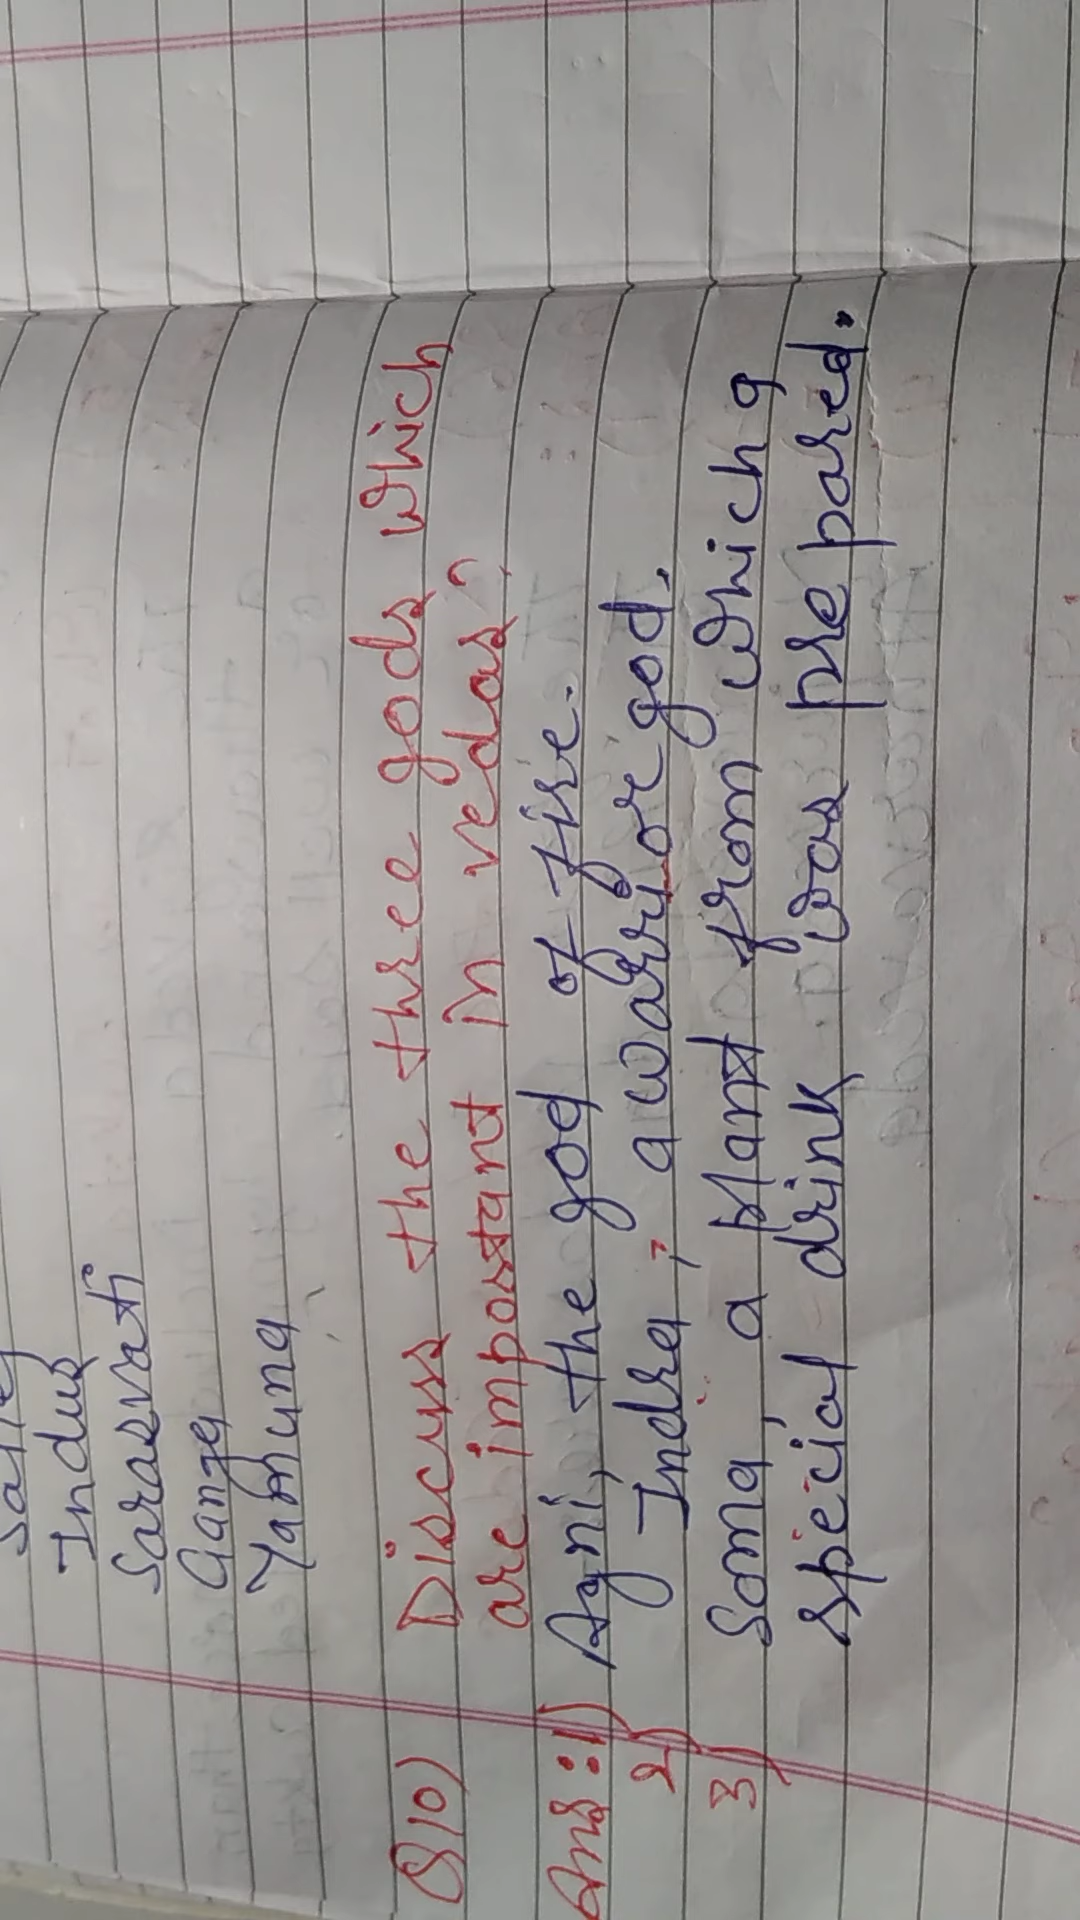 Indus
Sarasvati
Ganga
Yamuna
Q10) Discuss the three gods which
are important in vedas?
Ans:1) Agni, the god of fire.
2) Indra, a warrior god.
3) Soma, a plant from which a
special drink was prepared.